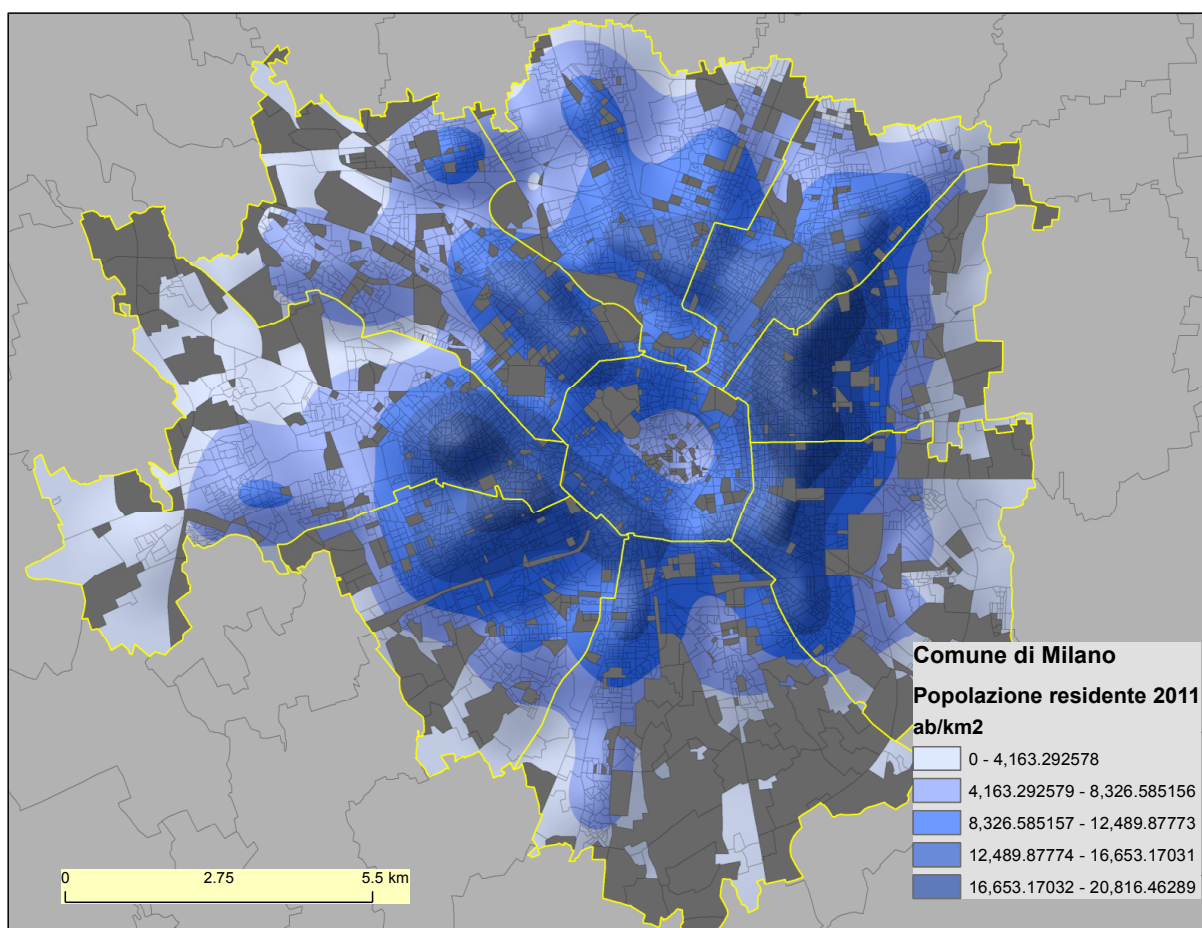 Comune di Milano
Popolazione residente 2011
ab/km2
0 - 4,163.292578
4,163.292579 - 8,326.585156
8,326.585157 - 12,489.87773
12,489.87774 - 16,653.17031
16,653.17032 - 20,816.46289
0 2.75 5.5 km